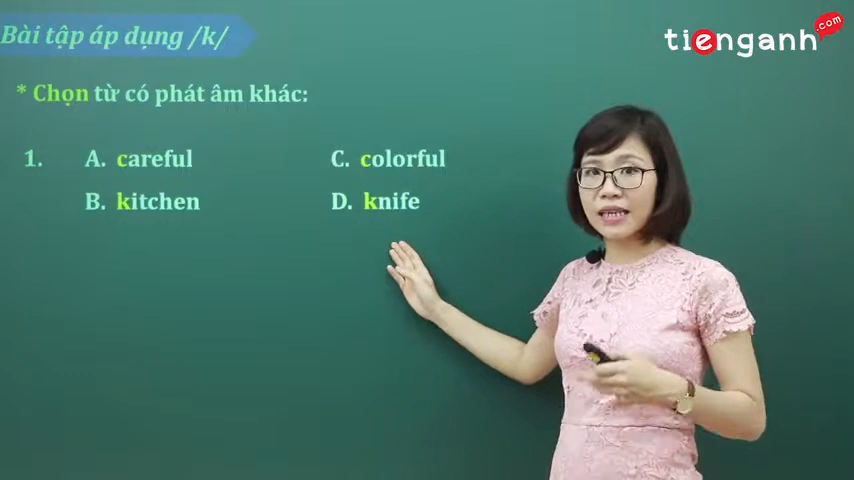 Bài tập áp dụng /k/
tienganh.com
* Chọn từ có phát âm khác:
1. A. careful C. colorful
B. kitchen D. knife